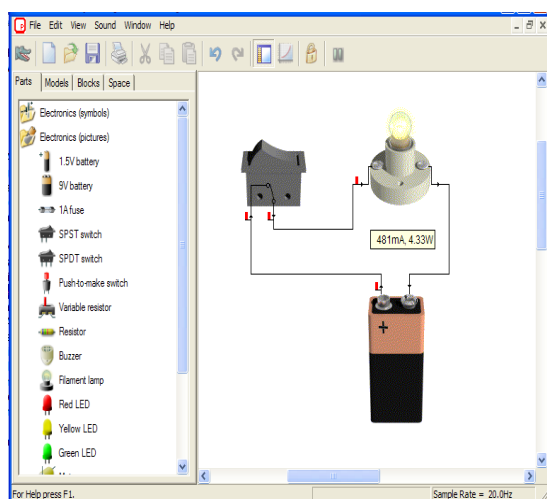 File Edit View Sound Window Help
Parts Models Blocks Space
Electronics (symbols)
Electronics (pictures)
1.5V battery
9V battery
1A fuse
SPST switch
SPDT switch
Push-to-make switch
Variable resistor
Resistor
Buzzer
Filament lamp
Red LED
Yellow LED
Green LED
481mA, 4.33W
+
For Help press F1.
Sample Rate = 20.0Hz